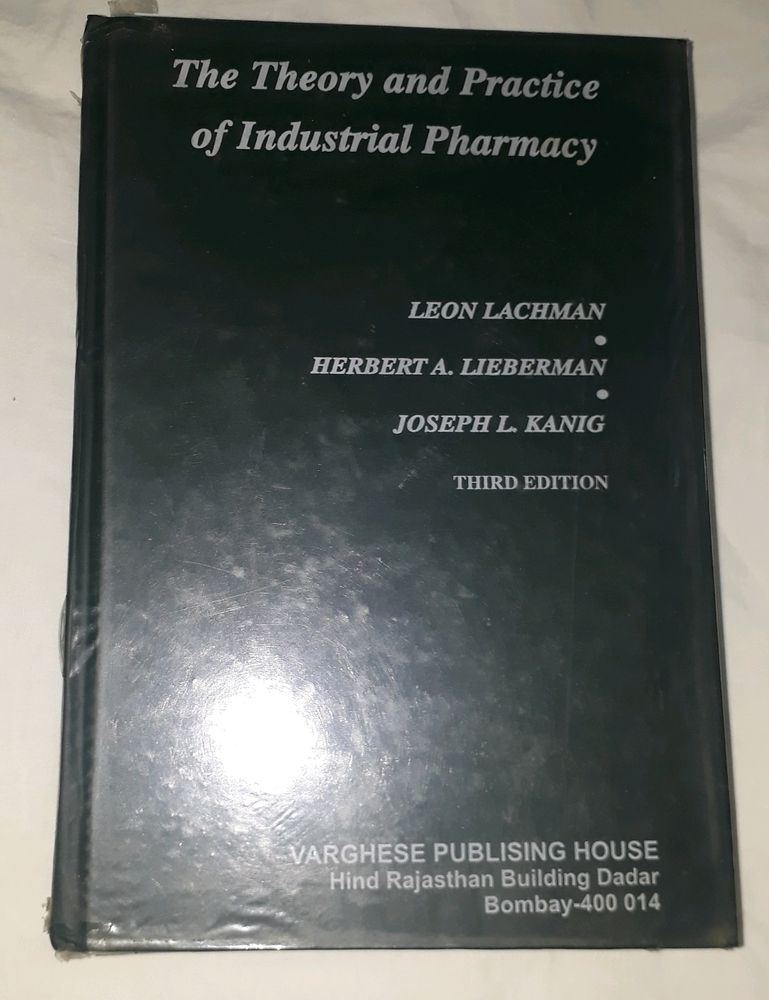 The Theory and Practice
of Industrial Pharmacy
LEON LACHMAN
•
HERBERT A. LIEBERMAN
•
JOSEPH L. KANIG
THIRD EDITION
VARGHESE PUBLISING HOUSE
Hind Rajasthan Building Dadar
Bombay-400 014